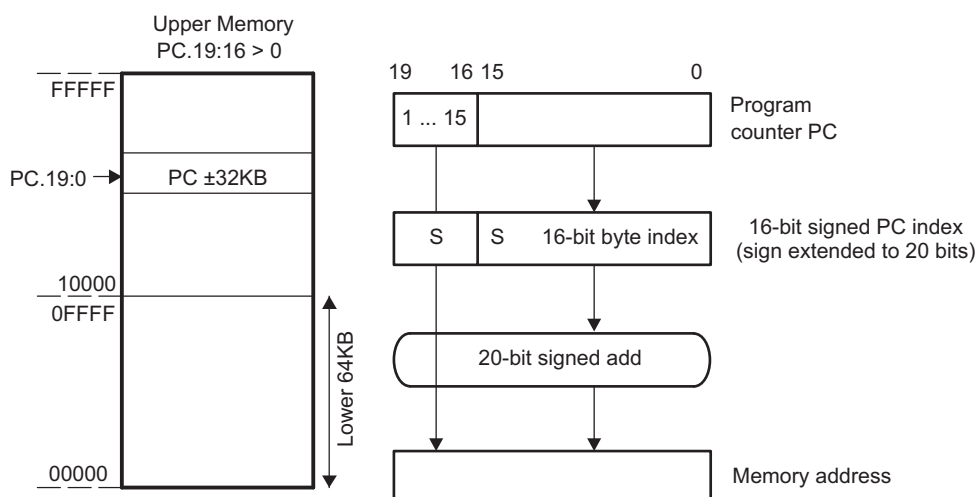 Upper Memory
PC.19:16 > 0
FFFFF
PC.19:0
PC ±32KB
10000
0FFFF
Lower 64KB
00000
19 16 15 0
1 ... 15
Program
counter PC
S S 16-bit byte index
16-bit signed PC index
(sign extended to 20 bits)
20-bit signed add
Memory address